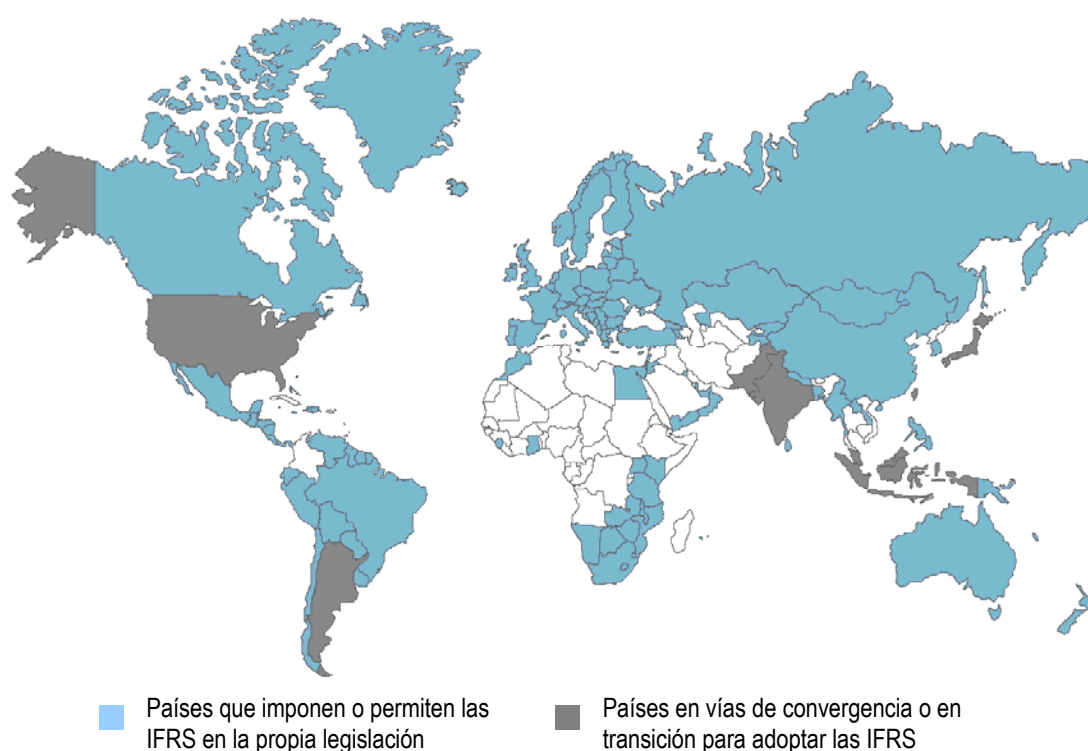 Países que imponen o permiten las
IFRS en la propia legislación
Países en vías de convergencia o en
transición para adoptar las IFRS